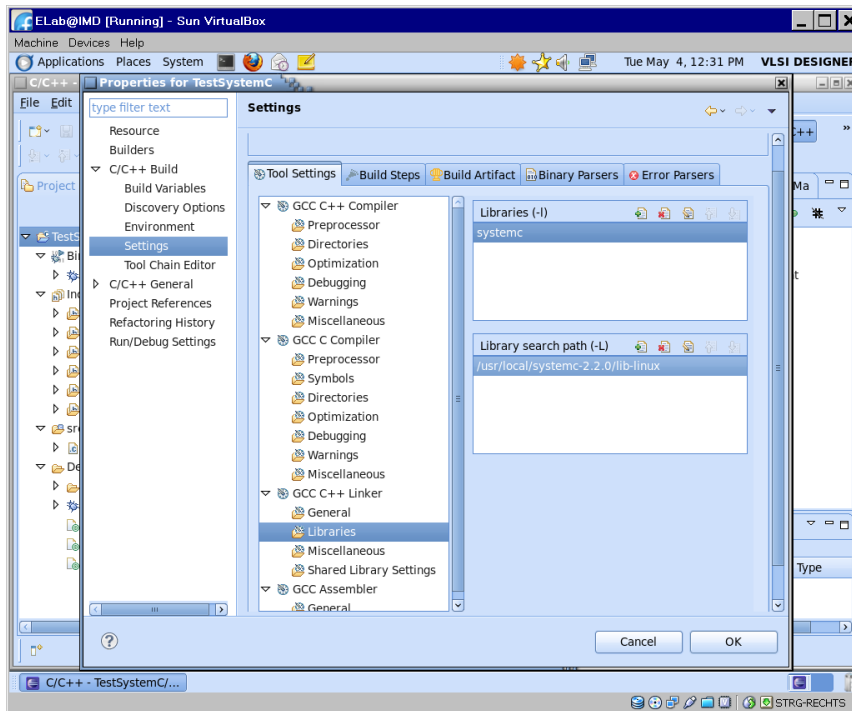 ELab@IMD [Running] - Sun VirtualBox
Machine Devices Help
Applications Places System Tue May 4, 12:31 PM VLSI DESIGNER
C/C++ - Properties for TestSystemC
File Edit
type filter text
Settings
C++ »
Project
Ma
Resource
Builders
C/C++ Build
Build Variables
Discovery Options
Environment
Settings
Tool Chain Editor
C/C++ General
Project References
Refactoring History
Run/Debug Settings
TestS
Bi
Inc
src
De
Tool Settings Build Steps Build Artifact Binary Parsers Error Parsers
GCC C++ Compiler
Preprocessor
Directories
Optimization
Debugging
Warnings
Miscellaneous
GCC C Compiler
Preprocessor
Symbols
Directories
Optimization
Debugging
Warnings
Miscellaneous
GCC C++ Linker
General
Libraries
Miscellaneous
Shared Library Settings
GCC Assembler
General
Libraries (-l)
systemc
Library search path (-L)
/usr/local/systemc-2.2.0/lib-linux
t
Type
Cancel OK
C/C++ - TestSystemC/...
STRG-RECHTS